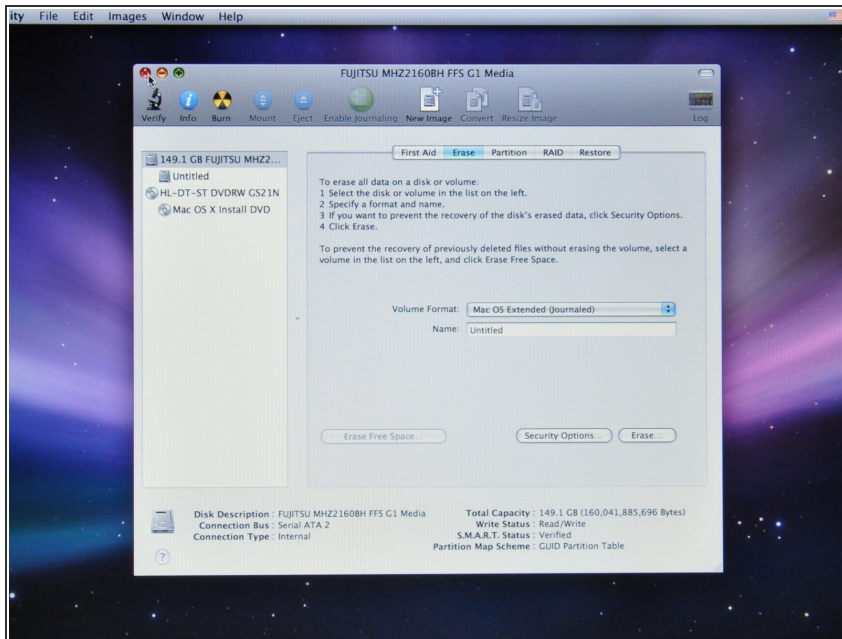 ity File Edit Images Window Help
FUJITSU MHZ2160BH FFS G1 Media
Verify Info Burn Mount Eject Enable Journaling New Image Convert Resize Image Log
149.1 GB FUJITSU MHZ2...
Untitled
HL-DT-ST DVDRW GS21N
Mac OS X Install DVD
First Aid Erase Partition RAID Restore
To erase all data on a disk or volume:
1 Select the disk or volume in the list on the left.
2 Specify a format and name.
3 If you want to prevent the recovery of the disk's erased data, click Security Options.
4 Click Erase.
To prevent the recovery of previously deleted files without erasing the volume, select a
volume in the list on the left, and click Erase Free Space.
Volume Format: Mac OS Extended (Journaled)
Name: Untitled
Erase Free Space... Security Options... Erase...
Disk Description : FUJITSU MHZ2160BH FFS G1 Media Total Capacity : 149.1 GB (160,041,885,696 Bytes)
Connection Bus : Serial ATA 2 Write Status : Read/Write
Connection Type : Internal S.M.A.R.T. Status : Verified
Partition Map Scheme : GUID Partition Table
?